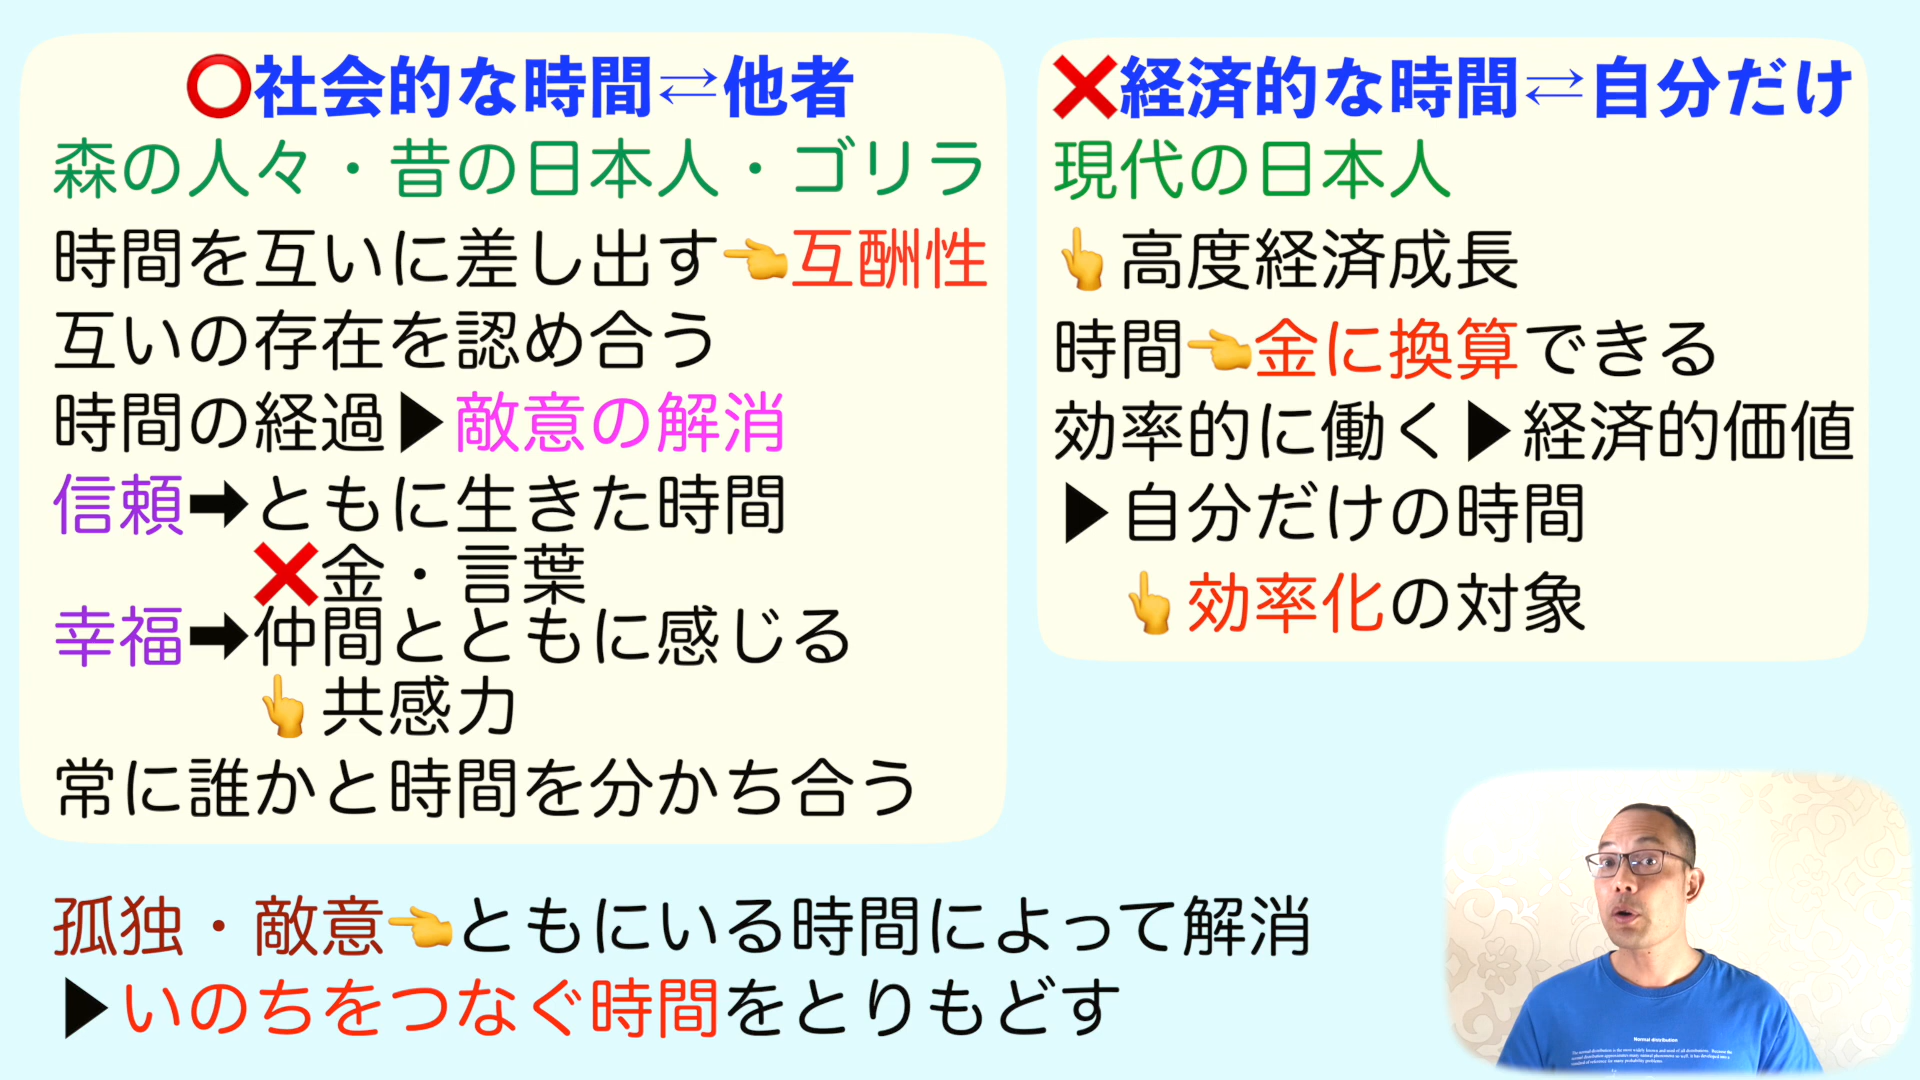 ⭕社会的な時間⇄他者
森の人々・昔の日本人・ゴリラ
時間を互いに差し出す👈互酬性
互いの存在を認め合う
時間の経過▶敵意の解消
信頼➡ともに生きた時間
❌金・言葉
幸福➡仲間とともに感じる
👆共感力
常に誰かと時間を分かち合う
❌経済的な時間⇄自分だけ
現代の日本人
👆高度経済成長
時間👈金に換算できる
効率的に働く▶経済的価値
▶自分だけの時間
👆効率化の対象
孤独・敵意👈ともにいる時間によって解消
▶いのちをつなぐ時間をとりもどす
Normal distribution